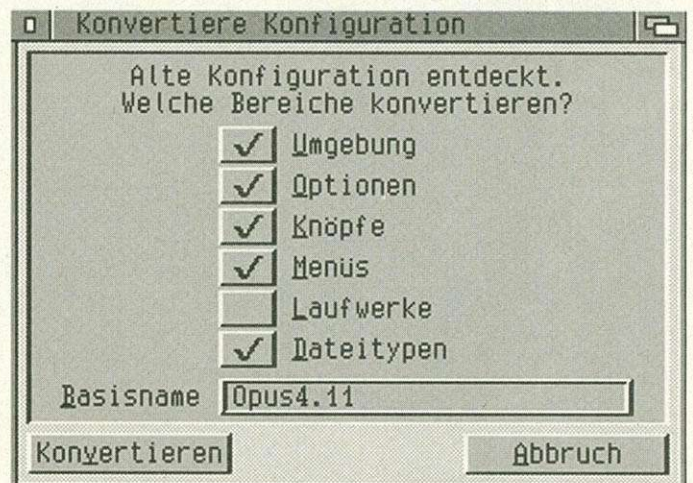 Konvertiere Konfiguration
Alte Konfiguration entdeckt.
Welche Bereiche konvertieren?
Umgebung
Optionen
Knöpfe
Menüs
Laufwerke
Dateitypen
Basisname Opus4.11
Konvertieren Abbruch